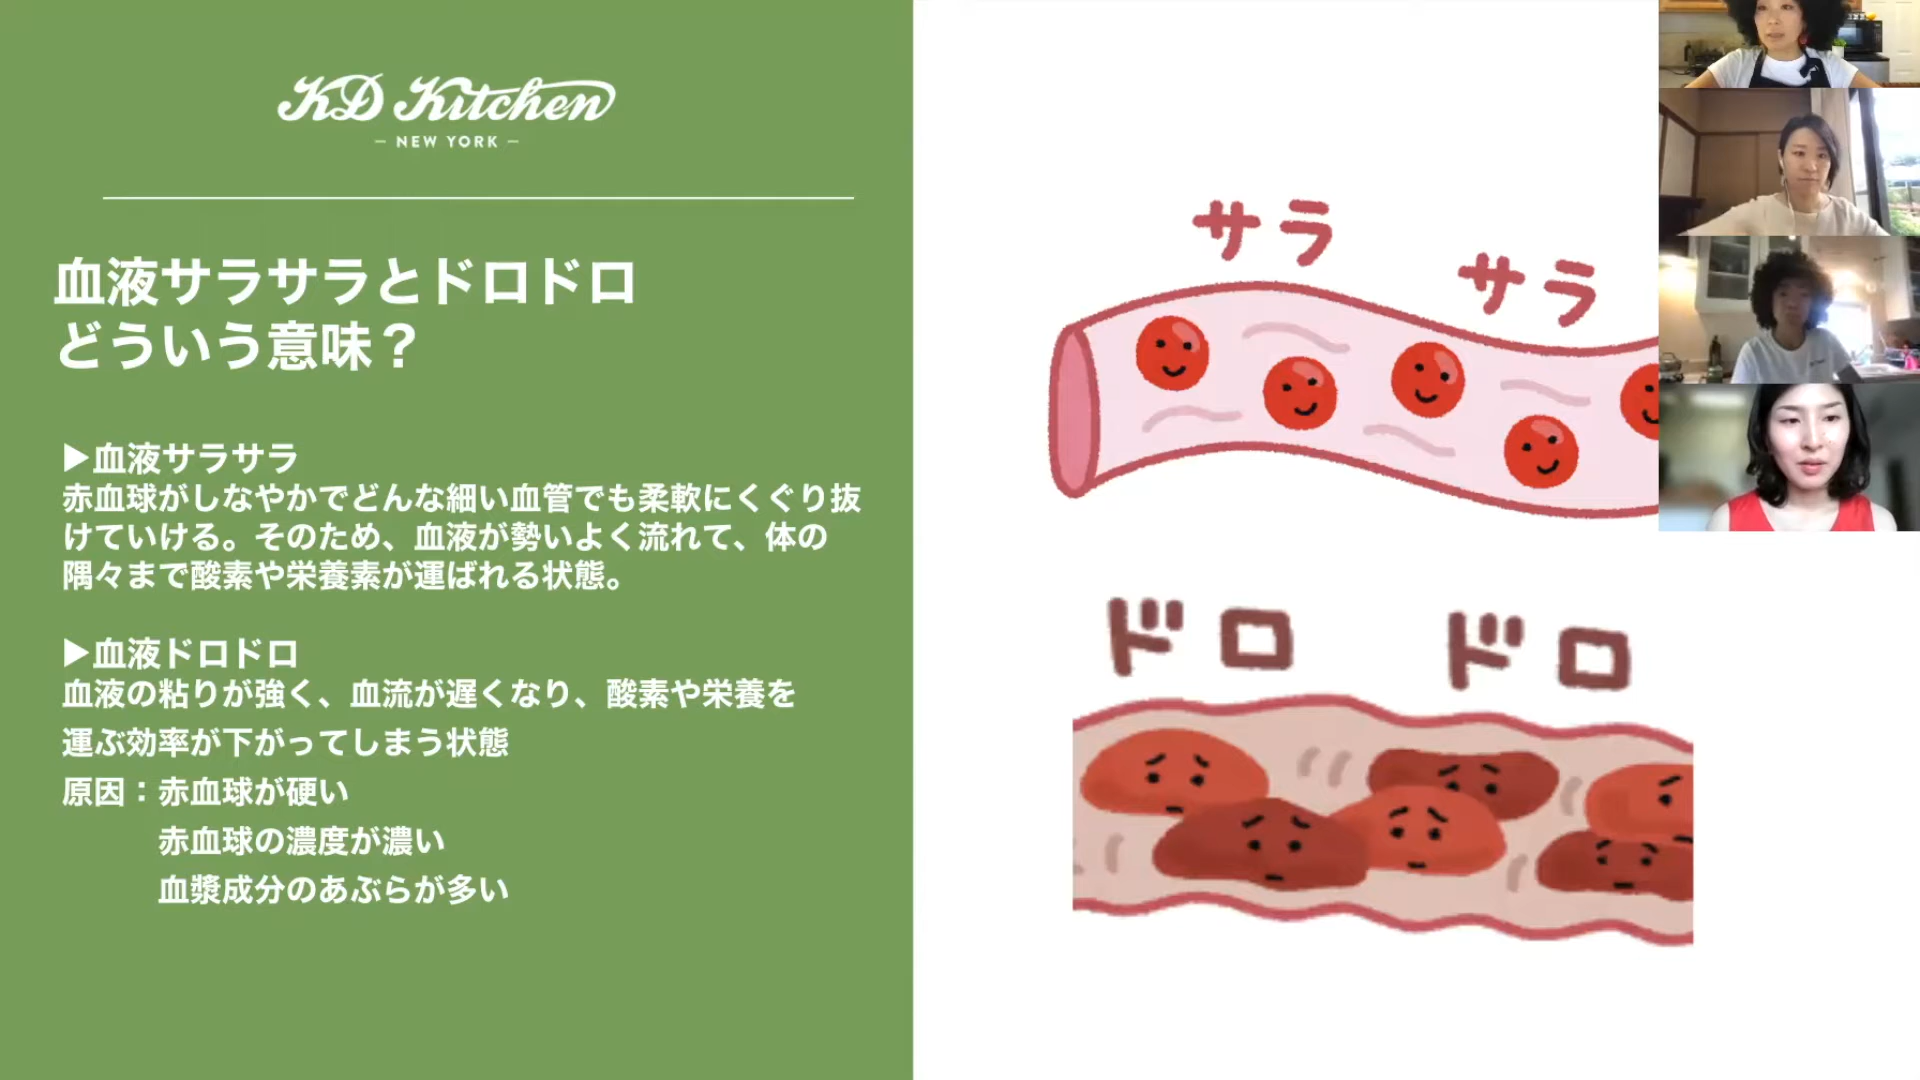 KD Kitchen
– NEW YORK –
血液サラサラとドロドロ
どういう意味？
▶血液サラサラ
赤血球がしなやかでどんな細い血管でも柔軟にくぐり抜
けていける。そのため、血液が勢いよく流れて、体の
隅々まで酸素や栄養素が運ばれる状態。
▶血液ドロドロ
血液の粘りが強く、血流が遅くなり、酸素や栄養を
運ぶ効率が下がってしまう状態
原因：赤血球が硬い
赤血球の濃度が濃い
血漿成分のあぶらが多い
サラ
サラ
ドロ
ドロ